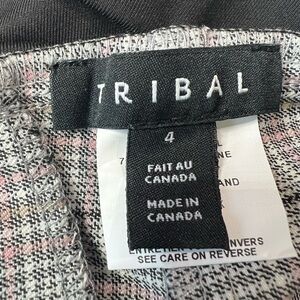 TRIBAL
4
FAIT AU
CANADA
MADE IN
CANADA
SEE CARE ON REVERSE